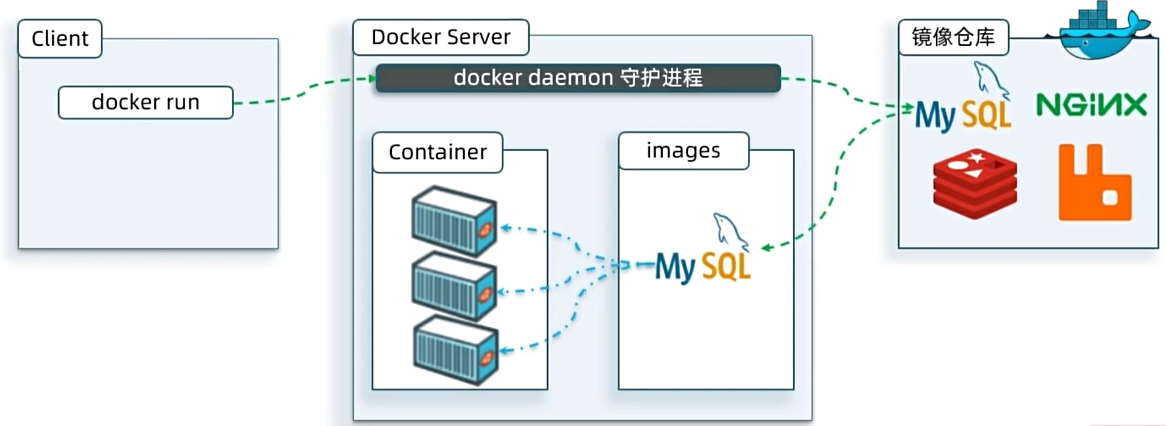 Client
docker run
Docker Server
docker daemon 守护进程
Container
images
MySQL
镜像仓库
MySQL
NGINX